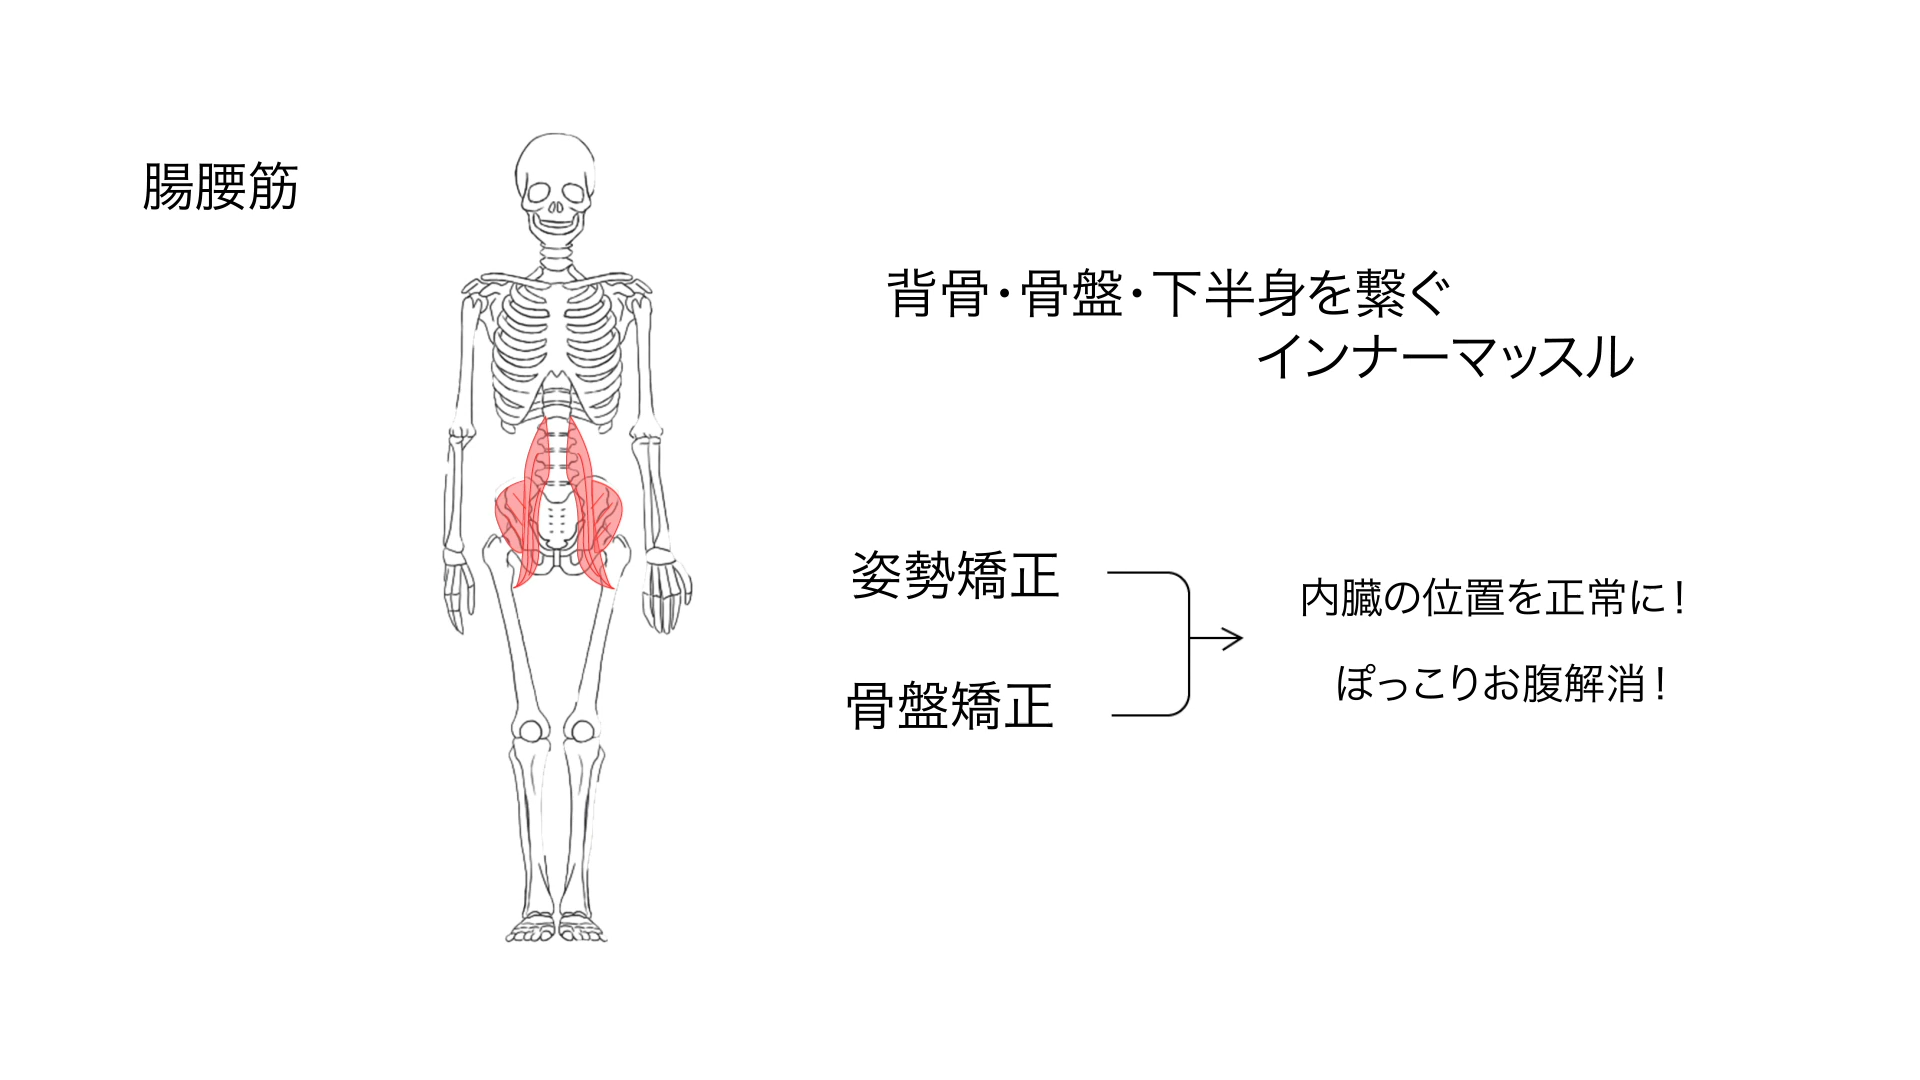 腸腰筋
背骨・骨盤・下半身を繋ぐ
インナーマッスル
姿勢矯正
骨盤矯正
内臓の位置を正常に!
ぽっこりお腹解消!